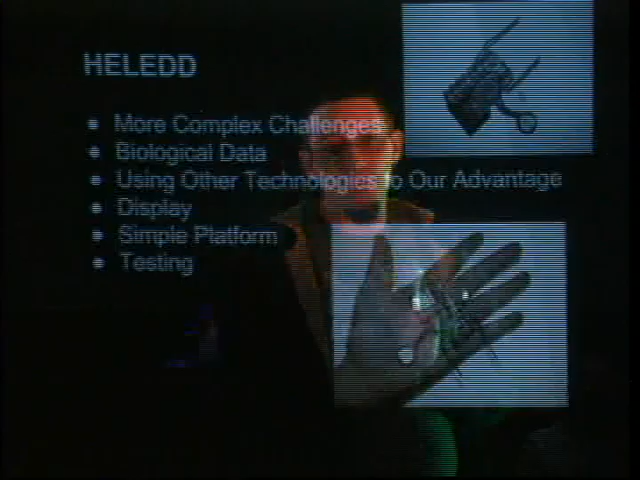 HELEDD
More Complex Challenges
Biological Data
Using Other Technologies to Our Advantage
Display
Simple Platform
Testing